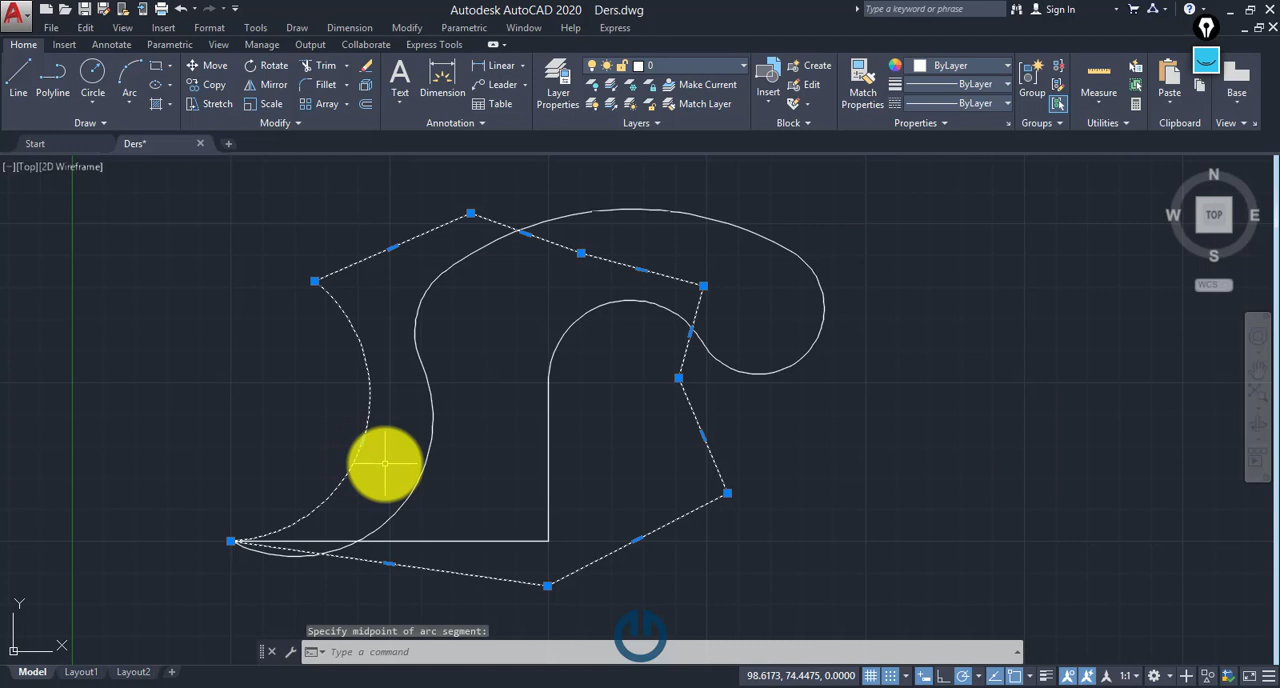 Autodesk AutoCAD 2020 Ders.dwg
Type a keyword or phrase
Sign In
File Edit View Insert Format Tools Draw Dimension Modify Parametric Window Help Express
Home Insert Annotate Parametric View Manage Output Collaborate Express Tools
Line Polyline Circle Arc
Move Rotate Trim
Copy Mirror Fillet
Stretch Scale Array
Text Dimension
Linear
Leader
Table
Layer Properties
0
Make Current
Match Layer
Insert
Create
Edit
Match Properties
ByLayer
ByLayer
ByLayer
Group
Measure
Paste
Base
Draw Modify Annotation Layers Block Properties Groups Utilities Clipboard View
Start Ders*
[−][Top][2D Wireframe]
N
W TOP E
S
WCS
Y
X
Specify midpoint of arc segment:
Type a command
Model Layout1 Layout2
98.6173, 74.4475, 0.0000
MODEL
1:1